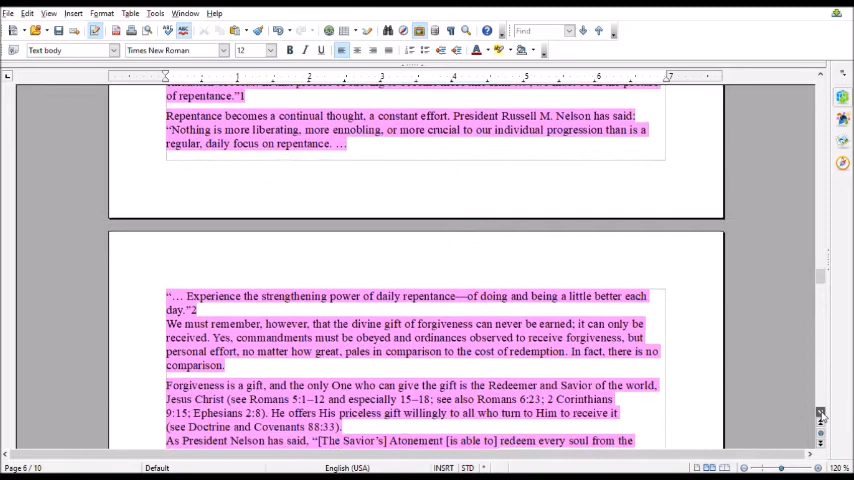 File Edit View Insert Format Table Tools Window Help
Find
Text body Times New Roman 12 B I U
1 2 3 4 5 6 7
of repentance.”1
Repentance becomes a continual thought, a constant effort. President Russell M. Nelson has said:
“Nothing is more liberating, more ennobling, or more crucial to our individual progression than is a
regular, daily focus on repentance. …
“… Experience the strengthening power of daily repentance—of doing and being a little better each
day.”2
We must remember, however, that the divine gift of forgiveness can never be earned; it can only be
received. Yes, commandments must be obeyed and ordinances observed to receive forgiveness, but
personal effort, no matter how great, pales in comparison to the cost of redemption. In fact, there is no
comparison.
Forgiveness is a gift, and the only One who can give the gift is the Redeemer and Savior of the world,
Jesus Christ (see Romans 5:1–12 and especially 15–18; see also Romans 6:23; 2 Corinthians
9:15; Ephesians 2:8). He offers His priceless gift willingly to all who turn to Him to receive it
(see Doctrine and Covenants 88:33).
As President Nelson has said, “[The Savior’s] Atonement [is able to] redeem every soul from the
Page 6 / 10 Default English (USA) INSRT STD * 120 %